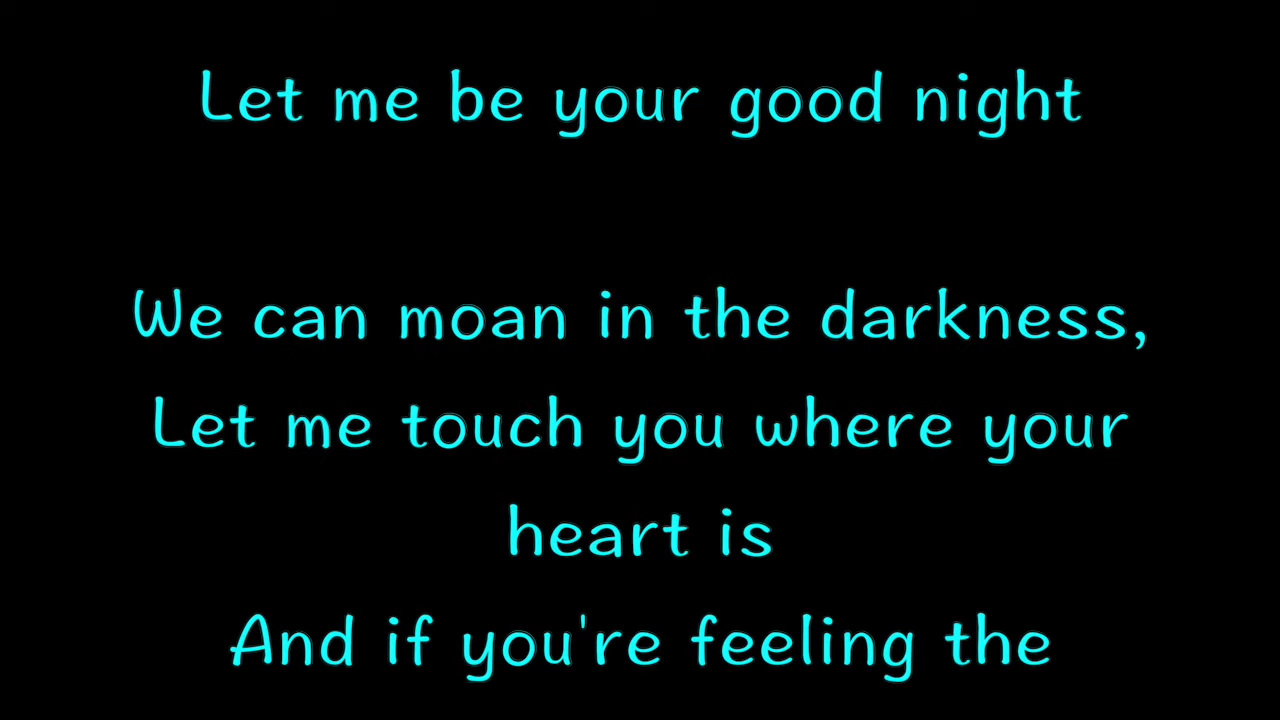 Let me be your good night
We can moan in the darkness,
Let me touch you where your
heart is
And if you're feeling the